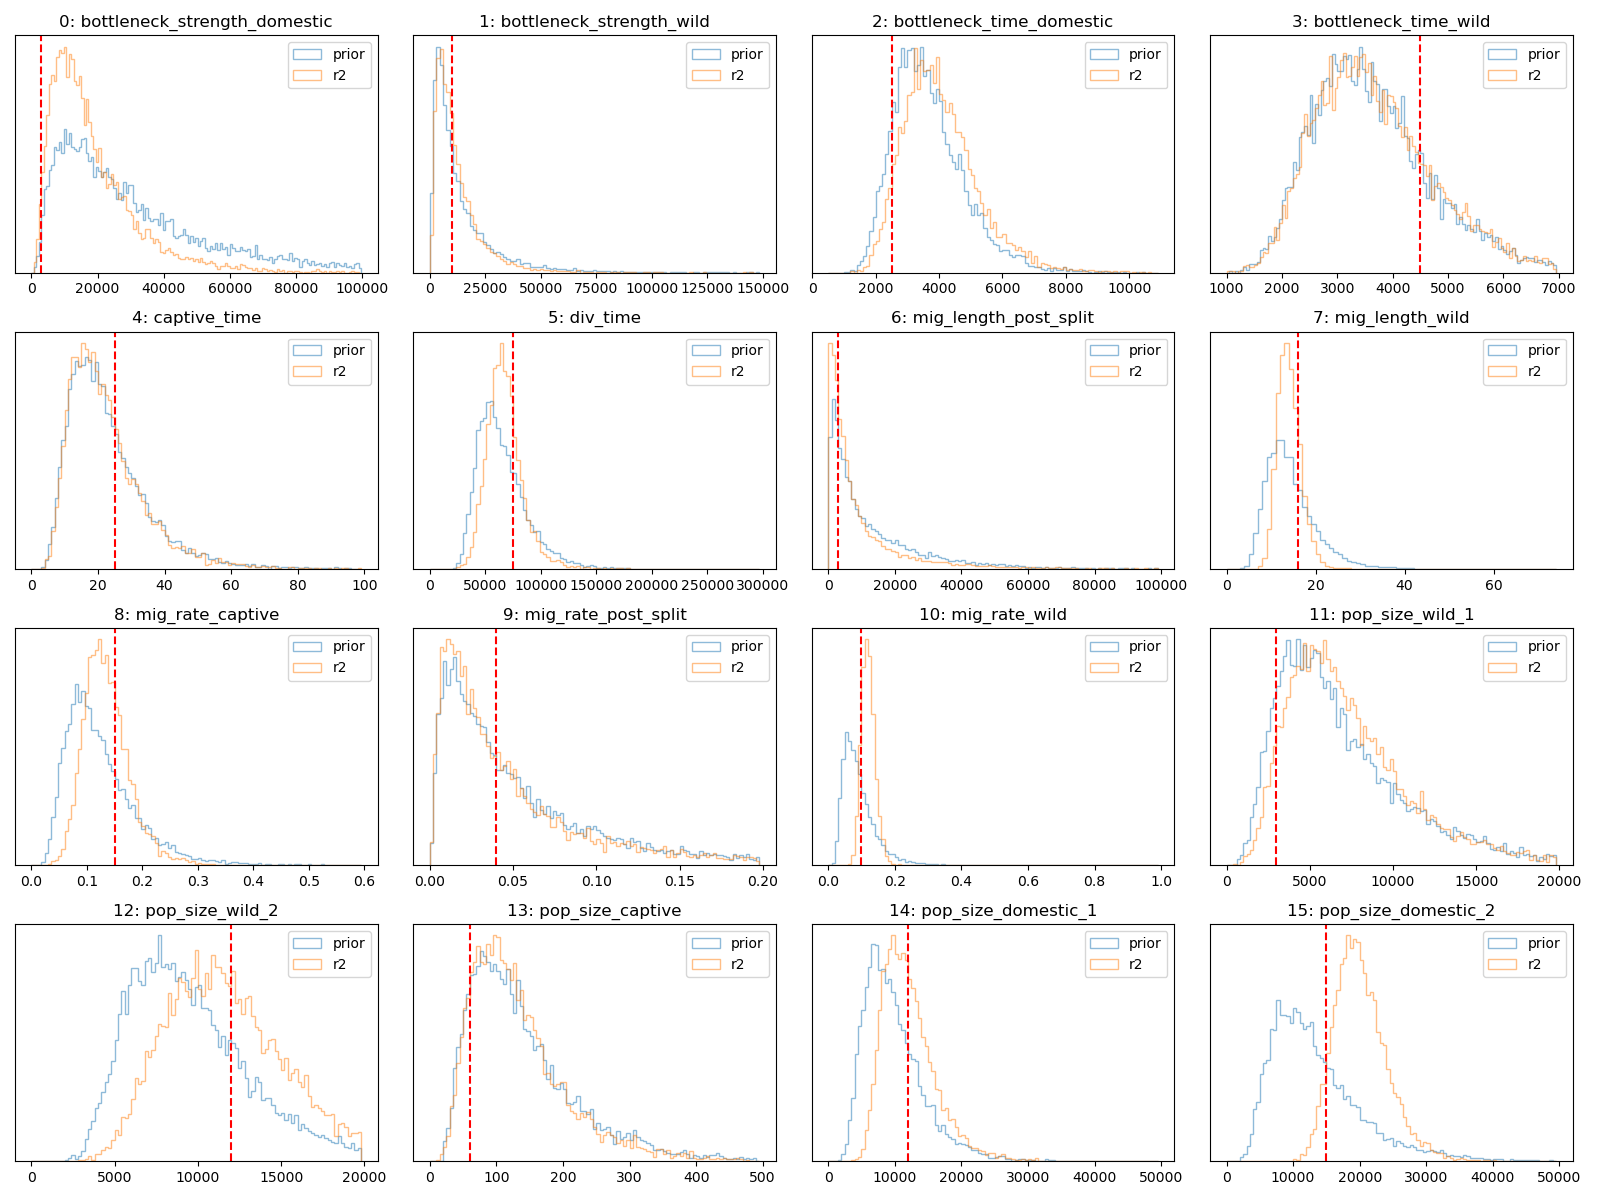 0: bottleneck_strength_domestic
prior
r2
0 20000 40000 60000 80000 100000
1: bottleneck_strength_wild
prior
r2
0 25000 50000 75000 100000 125000 150000
2: bottleneck_time_domestic
prior
r2
0 2000 4000 6000 8000 10000
3: bottleneck_time_wild
prior
r2
1000 2000 3000 4000 5000 6000 7000
4: captive_time
prior
r2
0 20 40 60 80 100
5: div_time
prior
r2
0 50000 100000 150000 200000 250000 300000
6: mig_length_post_split
prior
r2
0 20000 40000 60000 80000 100000
7: mig_length_wild
prior
r2
0 20 40 60
8: mig_rate_captive
prior
r2
0.0 0.1 0.2 0.3 0.4 0.5 0.6
9: mig_rate_post_split
prior
r2
0.00 0.05 0.10 0.15 0.20
10: mig_rate_wild
prior
r2
0.0 0.2 0.4 0.6 0.8 1.0
11: pop_size_wild_1
prior
r2
0 5000 10000 15000 20000
12: pop_size_wild_2
prior
r2
0 5000 10000 15000 20000
13: pop_size_captive
prior
r2
0 100 200 300 400 500
14: pop_size_domestic_1
prior
r2
0 10000 20000 30000 40000 50000
15: pop_size_domestic_2
prior
r2
0 10000 20000 30000 40000 50000